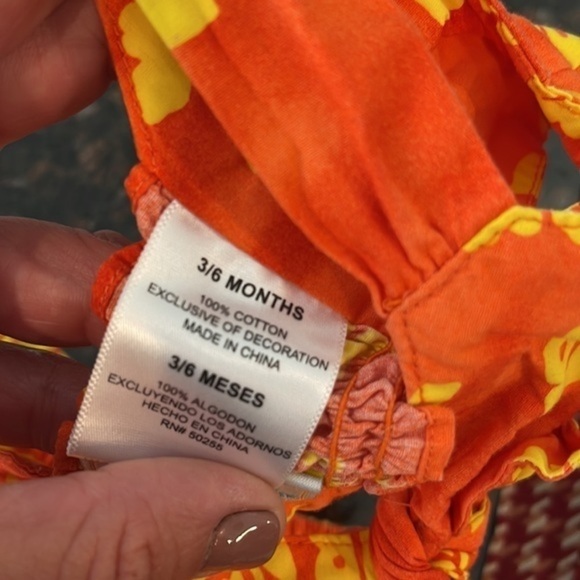 3/6 MONTHS
100% COTTON
EXCLUSIVE OF DECORATION
MADE IN CHINA
3/6 MESES
100% ALGODON
EXCLUYENDO LOS ADORNOS
HECHO EN CHINA
RN# 50255